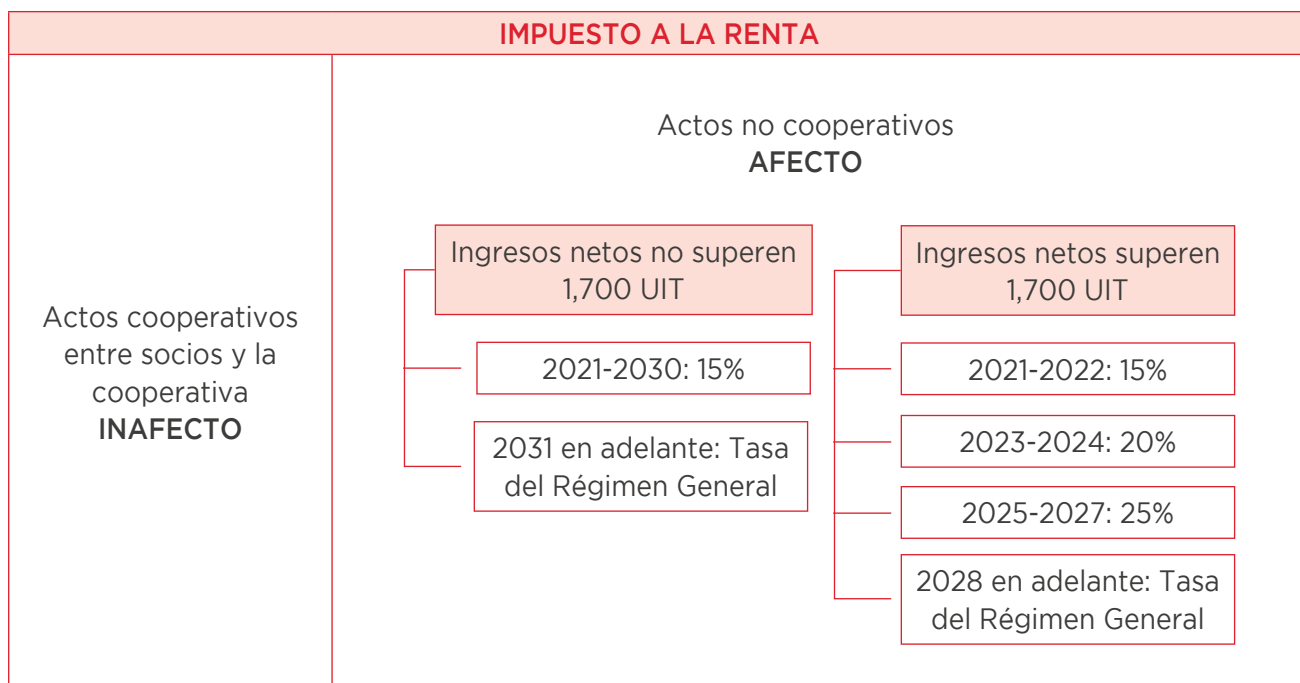 IMPUESTO A LA RENTA
Actos cooperativos
entre socios y la
cooperativa
INAFECTO
Actos no cooperativos
AFECTO
Ingresos netos no superen
1,700 UIT
2021-2030: 15%
2031 en adelante: Tasa
del Régimen General
Ingresos netos superen
1,700 UIT
2021-2022: 15%
2023-2024: 20%
2025-2027: 25%
2028 en adelante: Tasa
del Régimen General